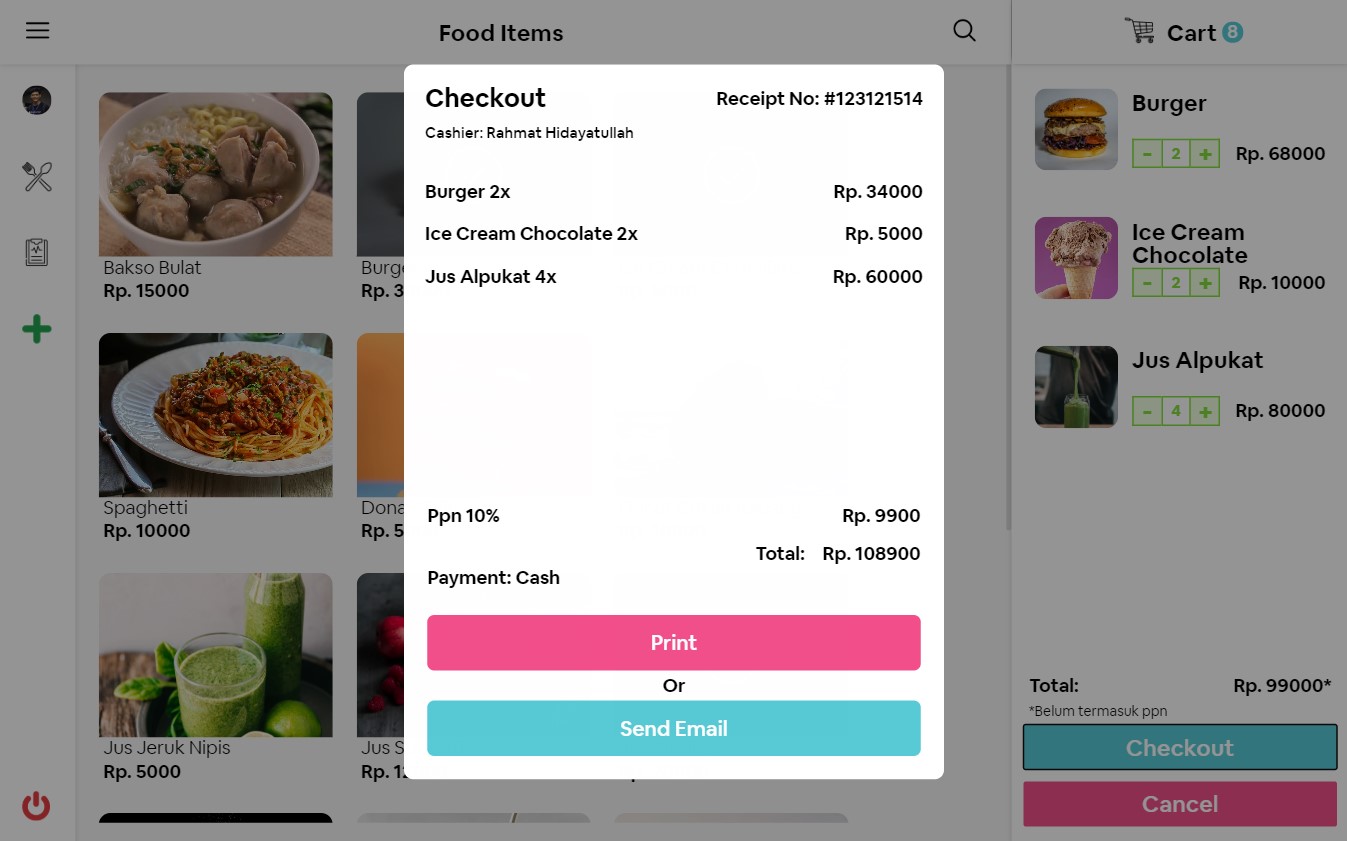 Food Items
Cart 8
Checkout
Receipt No: #123121514
Cashier: Rahmat Hidayatullah
Burger 2x Rp. 34000
Ice Cream Chocolate 2x Rp. 5000
Jus Alpukat 4x Rp. 60000
Ppn 10% Rp. 9900
Total: Rp. 108900
Payment: Cash
Print
Or
Send Email
Bakso Bulat
Rp. 15000
Burge
Rp. 3
Spaghetti
Rp. 10000
Dona
Rp. 5
Jus Jeruk Nipis
Rp. 5000
Jus S
Rp. 12
Burger
- 2 + Rp. 68000
Ice Cream
Chocolate
- 2 + Rp. 10000
Jus Alpukat
- 4 + Rp. 80000
Total: Rp. 99000*
*Belum termasuk ppn
Checkout
Cancel